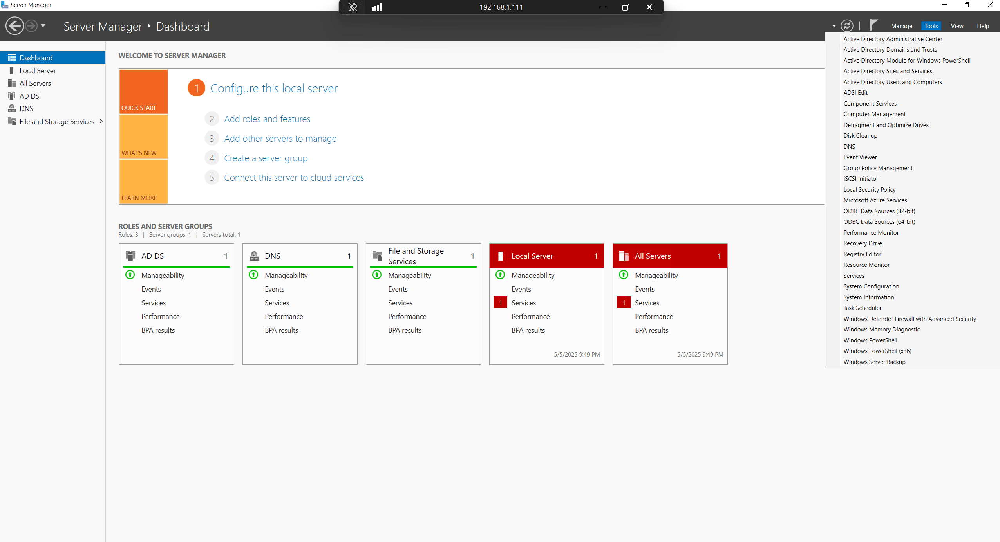 Server Manager
192.168.1.111
Server Manager Dashboard
Manage Tools View Help
Dashboard
Local Server
All Servers
AD DS
DNS
File and Storage Services
WELCOME TO SERVER MANAGER
QUICK START
WHAT'S NEW
LEARN MORE
1 Configure this local server
2 Add roles and features
3 Add other servers to manage
4 Create a server group
5 Connect this server to cloud services
ROLES AND SERVER GROUPS
Roles: 3 | Server groups: 1 | Servers total: 1
AD DS 1
Manageability
Events
Services
Performance
BPA results
DNS 1
Manageability
Events
Services
Performance
BPA results
File and Storage
Services 1
Manageability
Events
Services
Performance
BPA results
Local Server 1
Manageability
Events
1 Services
Performance
BPA results
5/5/2025 9:49 PM
All Servers 1
Manageability
Events
1 Services
Performance
BPA results
5/5/2025 9:49 PM
Active Directory Administrative Center
Active Directory Domains and Trusts
Active Directory Module for Windows PowerShell
Active Directory Sites and Services
Active Directory Users and Computers
ADSI Edit
Component Services
Computer Management
Defragment and Optimize Drives
Disk Cleanup
DNS
Event Viewer
Group Policy Management
iSCSI Initiator
Local Security Policy
Microsoft Azure Services
ODBC Data Sources (32-bit)
ODBC Data Sources (64-bit)
Performance Monitor
Recovery Drive
Registry Editor
Resource Monitor
Services
System Configuration
System Information
Task Scheduler
Windows Defender Firewall with Advanced Security
Windows Memory Diagnostic
Windows PowerShell
Windows PowerShell (x86)
Windows Server Backup